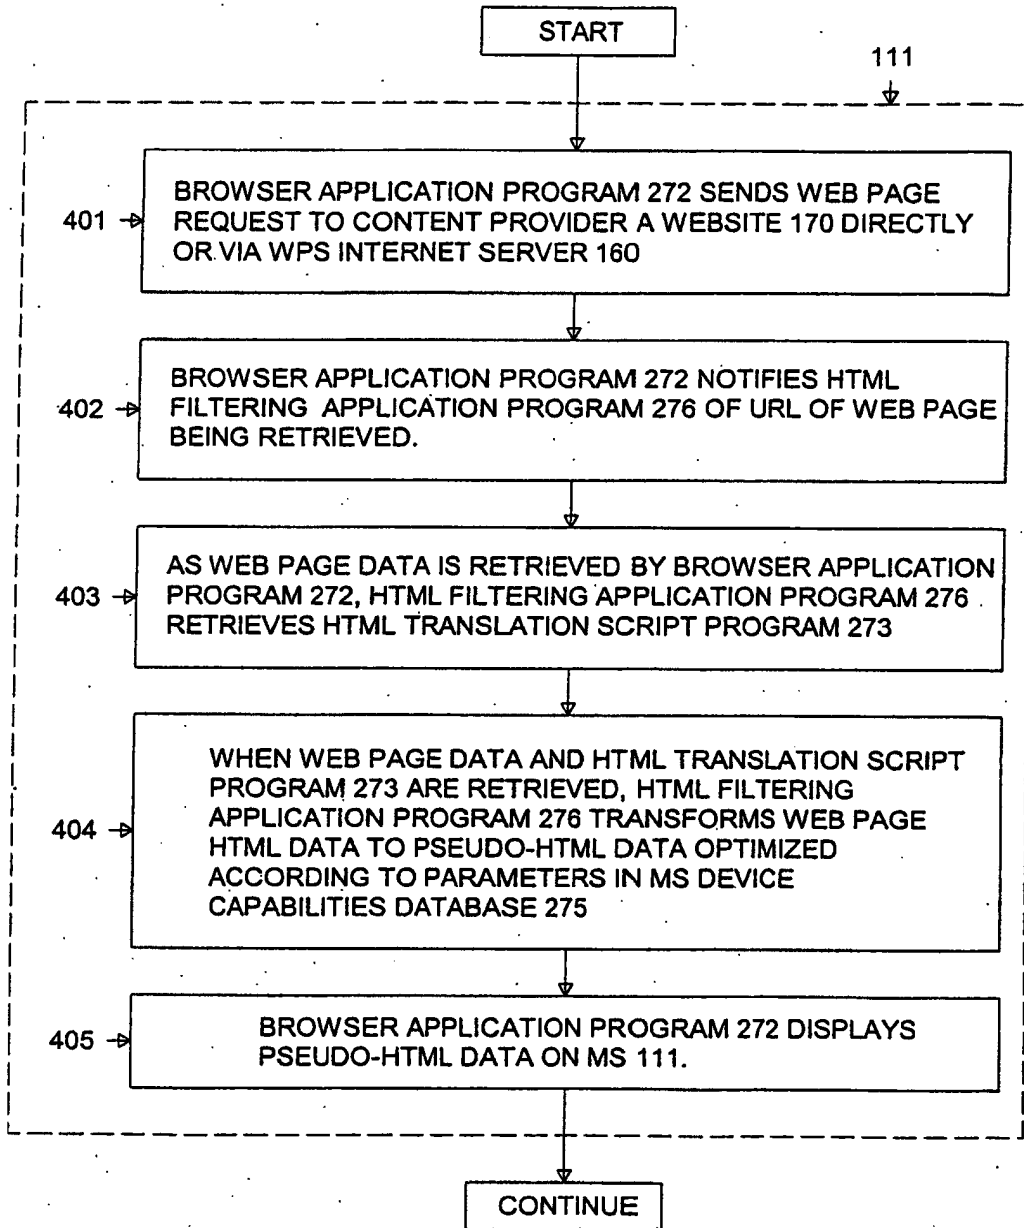 START
111
401
BROWSER APPLICATION PROGRAM 272 SENDS WEB PAGE
REQUEST TO CONTENT PROVIDER A WEBSITE 170 DIRECTLY
OR VIA WPS INTERNET SERVER 160
402
BROWSER APPLICATION PROGRAM 272 NOTIFIES HTML
FILTERING APPLICATION PROGRAM 276 OF URL OF WEB PAGE
BEING RETRIEVED.
403
AS WEB PAGE DATA IS RETRIEVED BY BROWSER APPLICATION
PROGRAM 272, HTML FILTERING APPLICATION PROGRAM 276
RETRIEVES HTML TRANSLATION SCRIPT PROGRAM 273
404
WHEN WEB PAGE DATA AND HTML TRANSLATION SCRIPT
PROGRAM 273 ARE RETRIEVED, HTML FILTERING
APPLICATION PROGRAM 276 TRANSFORMS WEB PAGE
HTML DATA TO PSEUDO-HTML DATA OPTIMIZED
ACCORDING TO PARAMETERS IN MS DEVICE
CAPABILITIES DATABASE 275
405
BROWSER APPLICATION PROGRAM 272 DISPLAYS
PSEUDO-HTML DATA ON MS 111.
CONTINUE